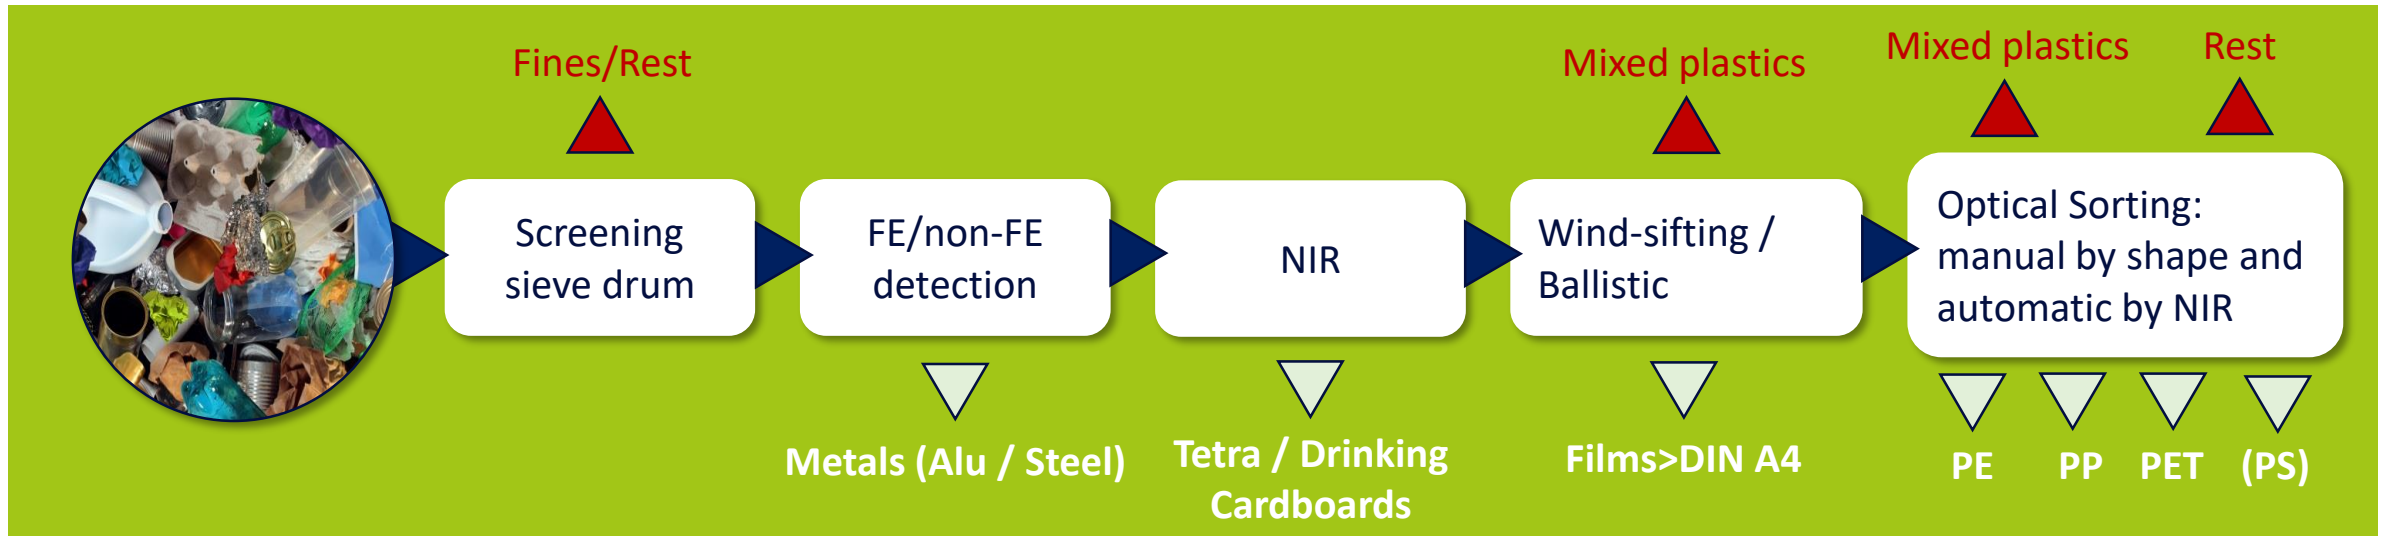 Fines/Rest
Mixed plastics
Mixed plastics
Rest
Screening
sieve drum
FE/non-FE
detection
NIR
Wind-sifting /
Ballistic
Optical Sorting:
manual by shape and
automatic by NIR
Metals (Alu / Steel)
Tetra / Drinking
Cardboards
Films>DIN A4
PE
PP
PET
(PS)